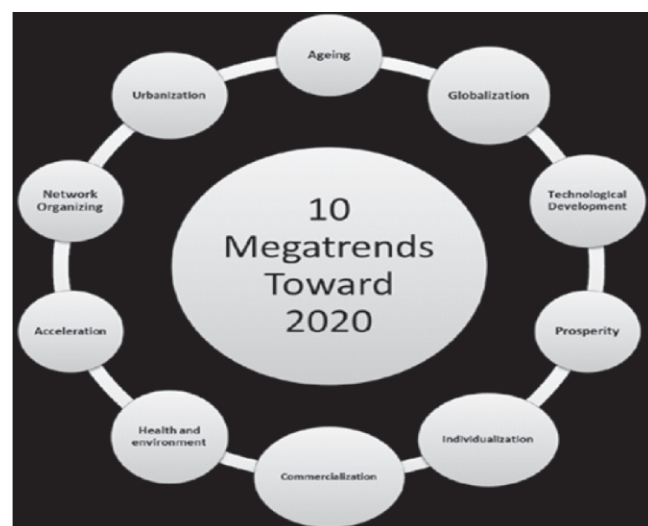 10
Megatrends
Toward
2020
Ageing
Globalization
Technological
Development
Prosperity
Individualization
Commercialization
Health and
environment
Acceleration
Network
Organizing
Urbanization